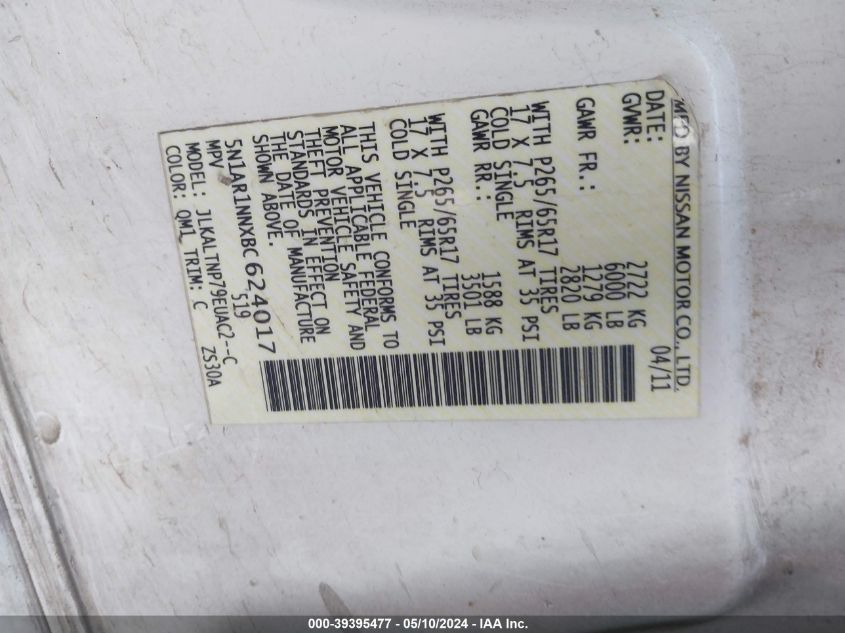 MFD BY NISSAN MOTOR CO., LTD.
DATE: 04/11
GVWR: 2722 KG
6000 LB
GAWR FR.: 1279 KG
2820 LB
WITH P265/65R17 TIRES
17 X 7.5 RIMS AT 35 PSI
COLD SINGLE
GAWR RR.: 1588 KG
3501 LB
WITH P265/65R17 TIRES
17 X 7.5 RIMS AT 35 PSI
COLD SINGLE
THIS VEHICLE CONFORMS TO
ALL APPLICABLE FEDERAL
MOTOR VEHICLE SAFETY AND
THEFT PREVENTION
STANDARDS IN EFFECT ON
THE DATE OF MANUFACTURE
SHOWN ABOVE.
5N1AR1NNXBC624017
MPV 519
MODEL: JLKALTNP79EUAC2--C
COLOR: QM1 TRIM: C ZS30A
000-39395477 - 05/10/2024 - IAA Inc.